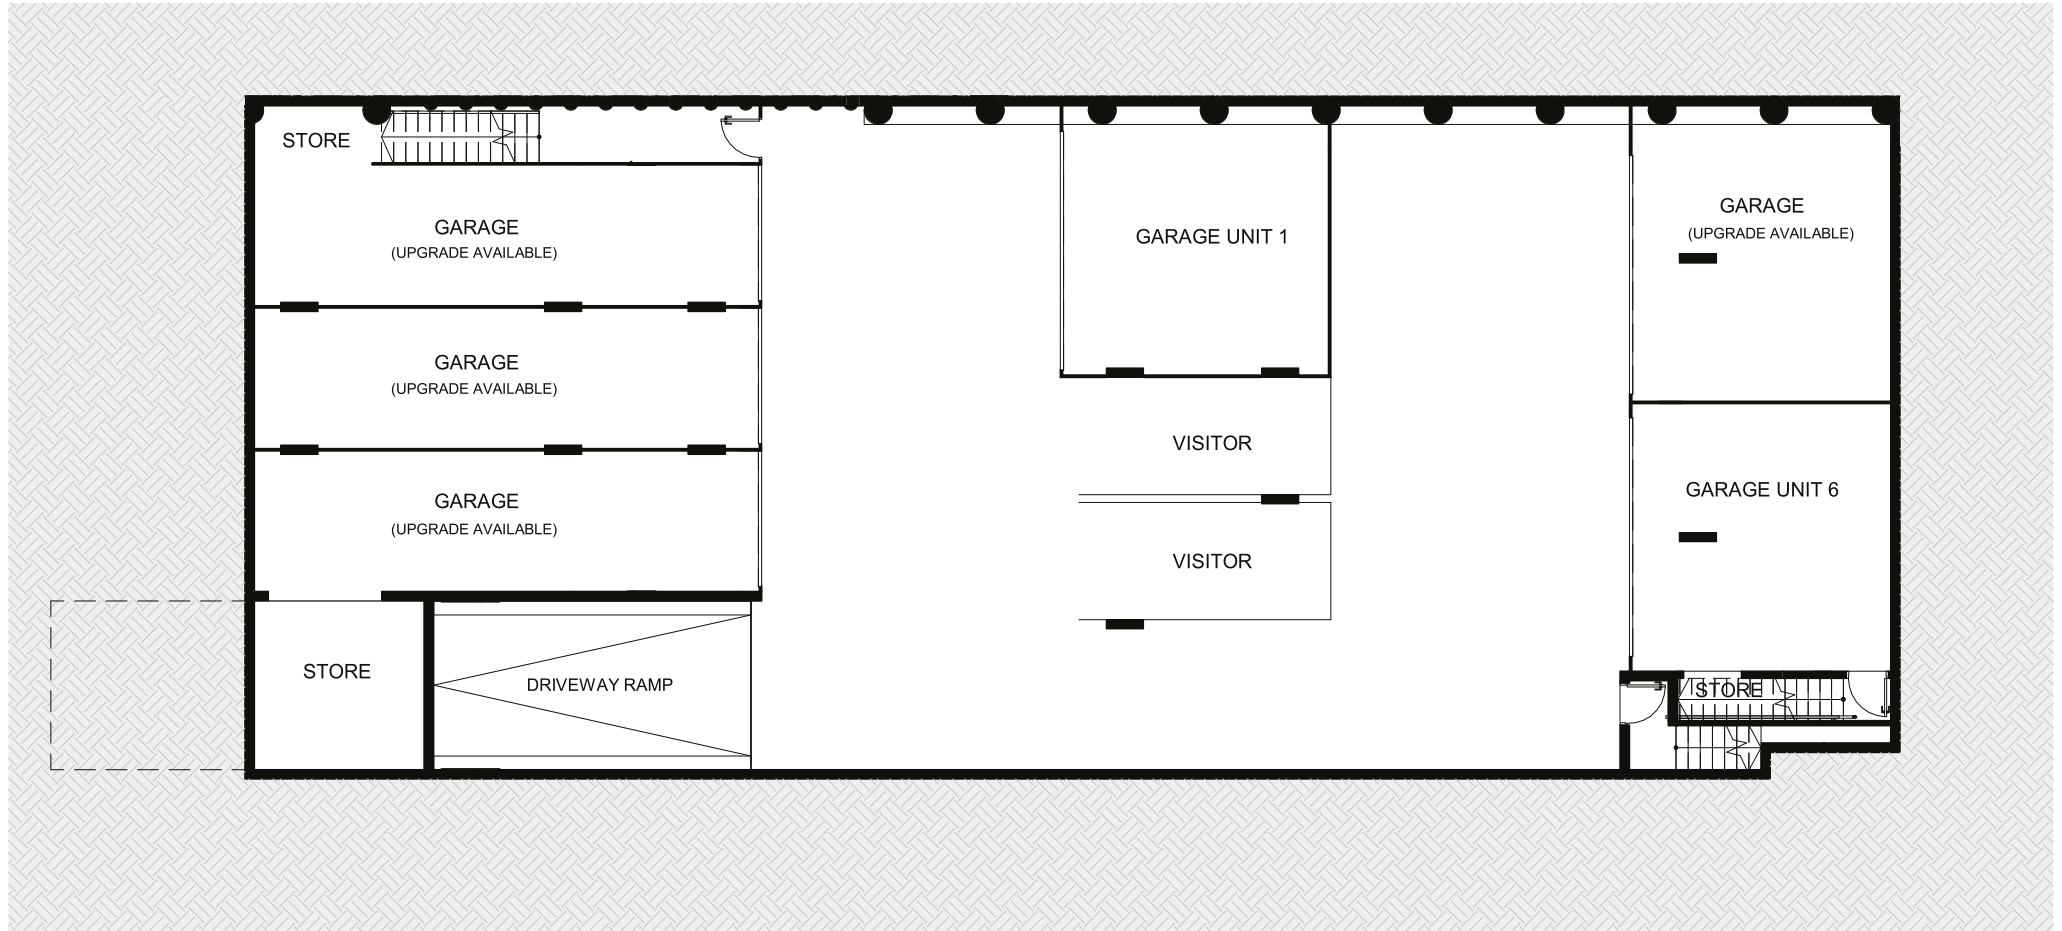 STORE
GARAGE
(UPGRADE AVAILABLE)
GARAGE
(UPGRADE AVAILABLE)
GARAGE
(UPGRADE AVAILABLE)
STORE
DRIVEWAY RAMP
GARAGE UNIT 1
VISITOR
VISITOR
GARAGE
(UPGRADE AVAILABLE)
GARAGE UNIT 6
STORE